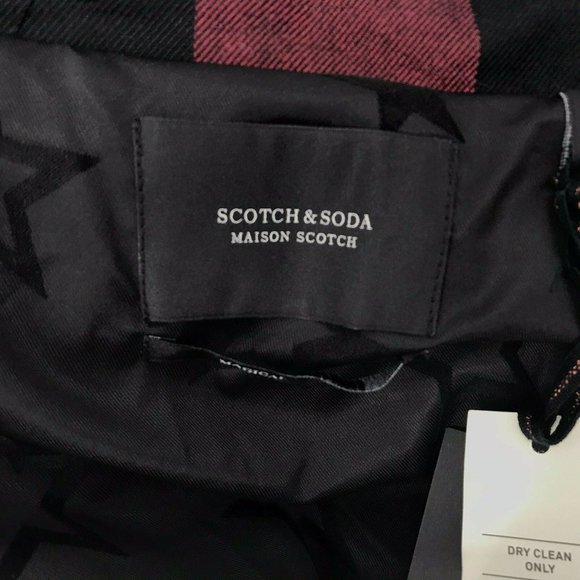 SCOTCH & SODA
MAISON SCOTCH
DRY CLEAN
ONLY